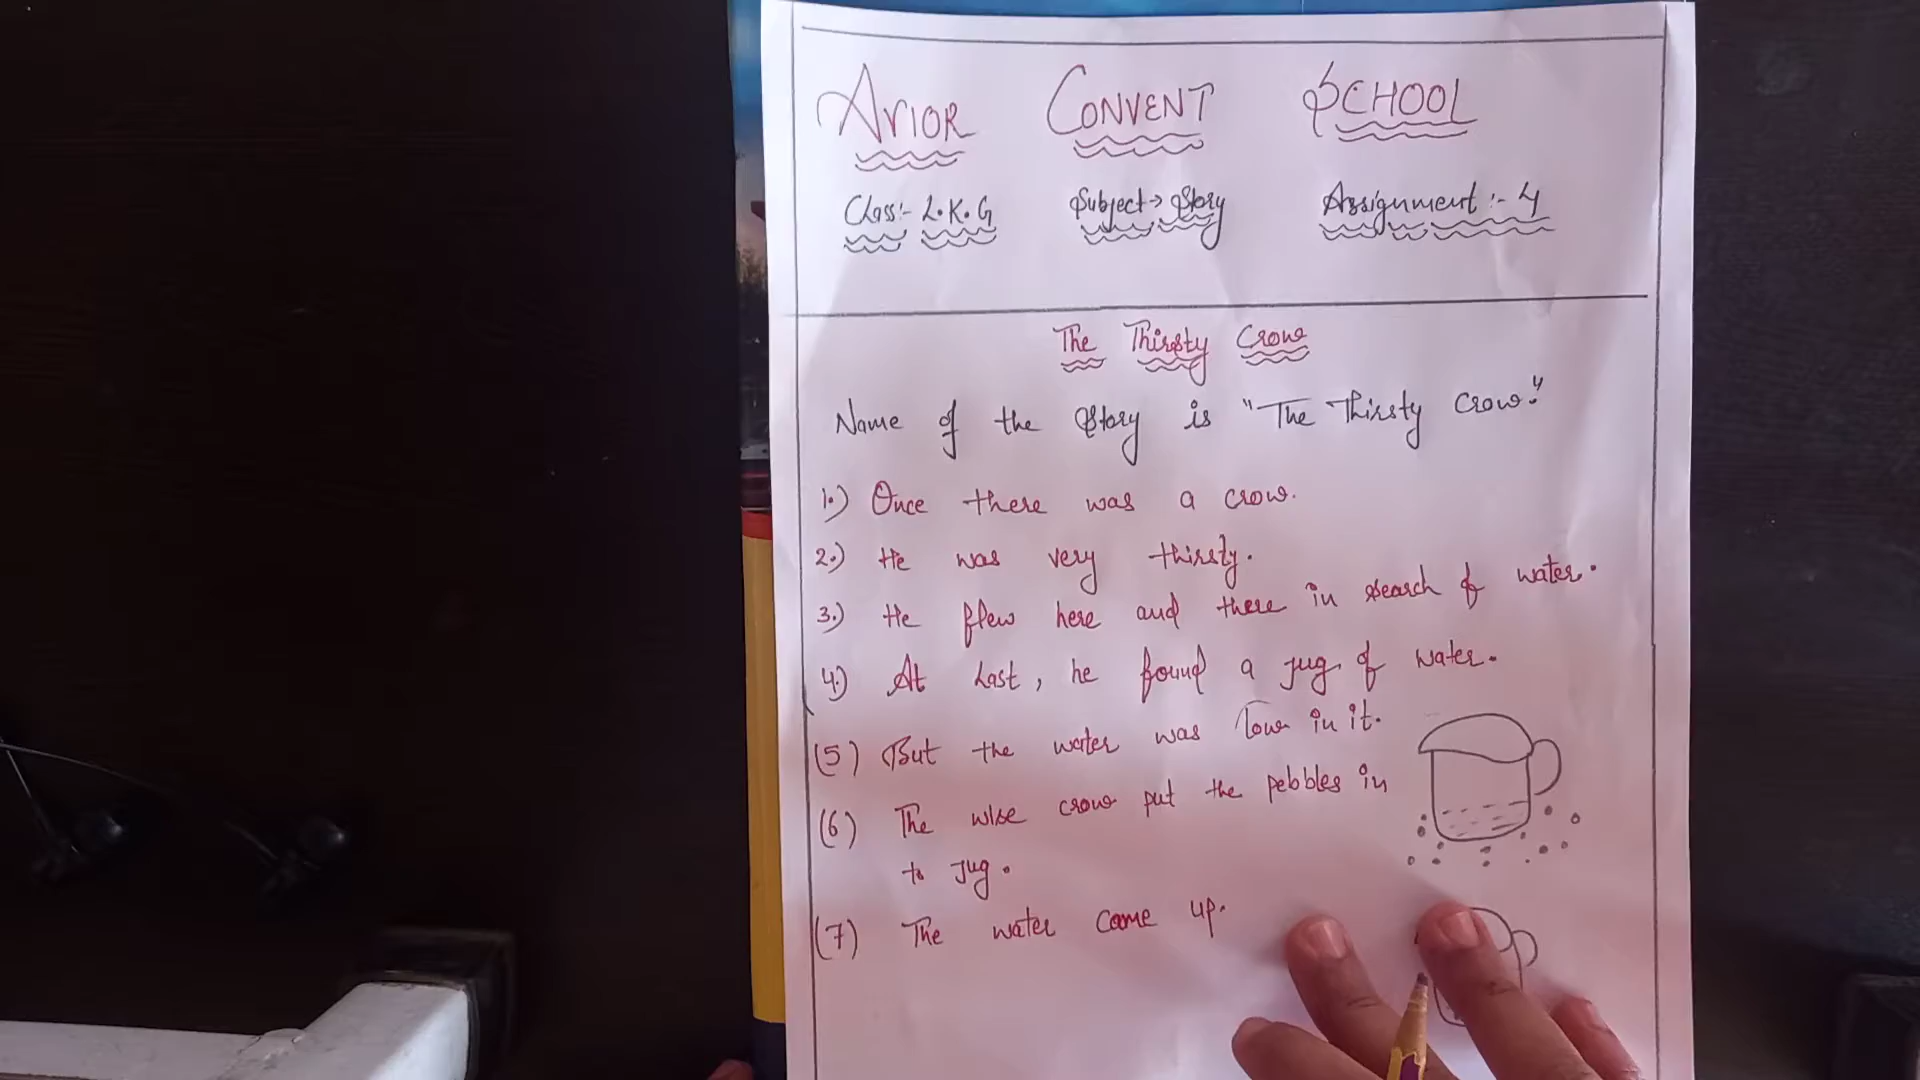 AVIOR CONVENT SCHOOL
Class:- L.K.G Subject→ Story Assignment:- 4
The Thirsty Crow
Name of the Story is "The Thirsty Crow."
1.) Once there was a crow.
2.) He was very thirsty.
3.) He flew here and there in search of water.
4.) At Last, he found a jug of water.
(5) But the water was low in it.
(6) The wise crow put the pebbles in
to jug.
(7) The water came up.